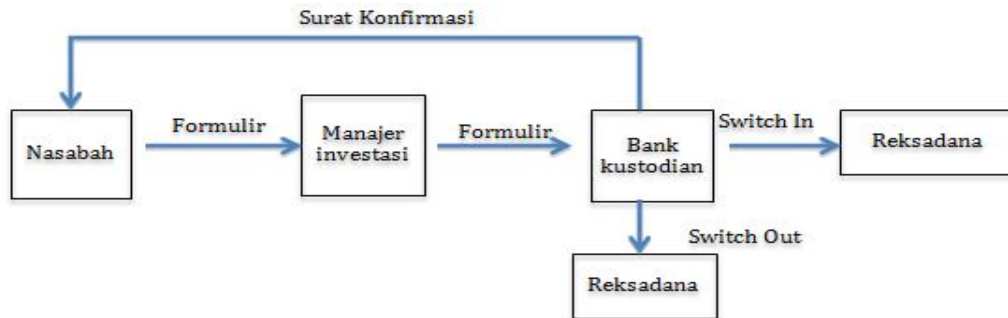 Surat Konfirmasi
Formulir
Formulir
Switch In
Nasabah
Manajer
investasi
Bank
kustodian
Reksadana
Switch Out
Reksadana